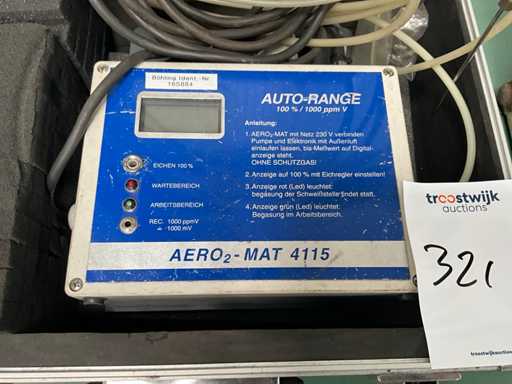 Böhling Ident.-Nr.
165884
AUTO-RANGE
100 % / 1000 ppm V
Anleitung:
1. AERO₂-MAT mit Netz 230 V verbinden
Pumpe und Elektronik mit Außenluft
einlaufen lassen, bis Meßwert auf Digital-
anzeige steht.
OHNE SCHUTZGAS!
2. Anzeige auf 100 % mit Eichregler einstellen!
3. Anzeige rot (Led) leuchtet:
begasung der Schweißstelle findet statt.
4. Anzeige grün (Led) leuchtet:
Begasung im Arbeitsbereich.
EICHEN 100 %
WARTEBEREICH
ARBEITSBEREICH
REC. 1000 ppmV
≙ 1000 mV
AERO₂ - MAT 4115
troostwijk
auctions
321
troostwijkauctions